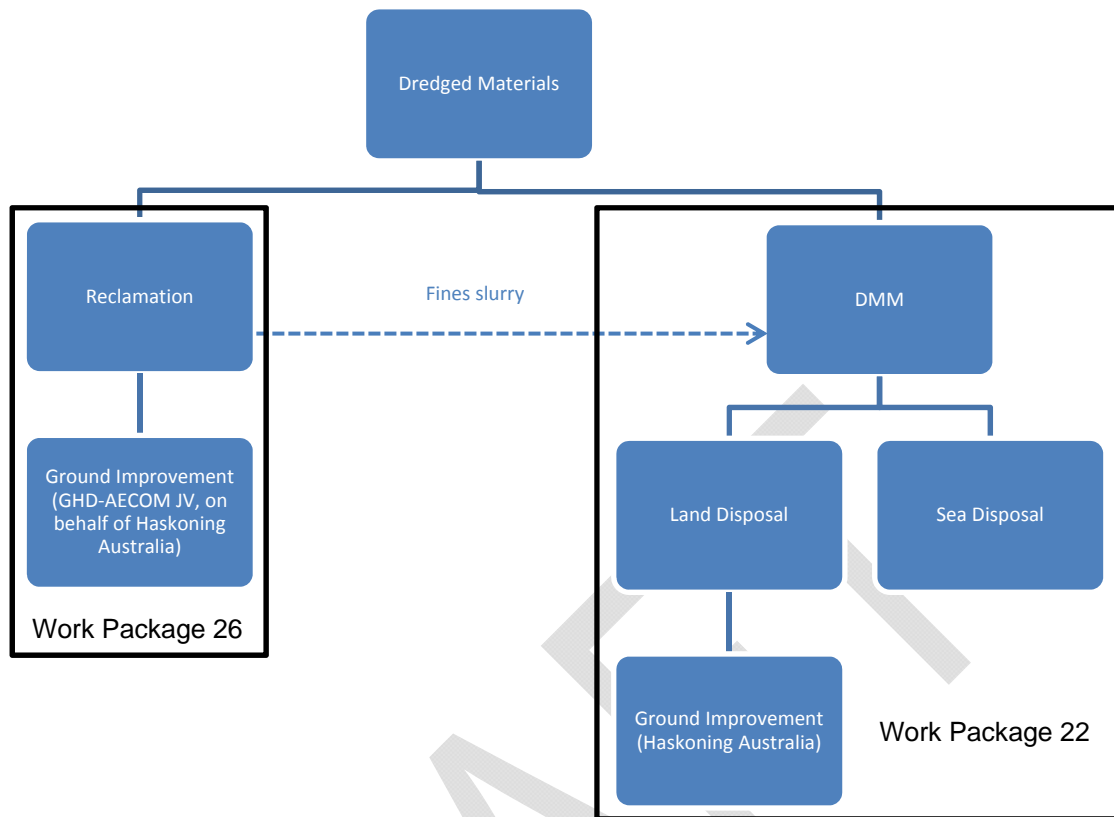 Dredged Materials
Reclamation
Fines slurry
DMM
Ground Improvement
(GHD-AECOM JV, on
behalf of Haskoning
Australia)
Land Disposal
Sea Disposal
Work Package 26
Ground Improvement
(Haskoning Australia)
Work Package 22